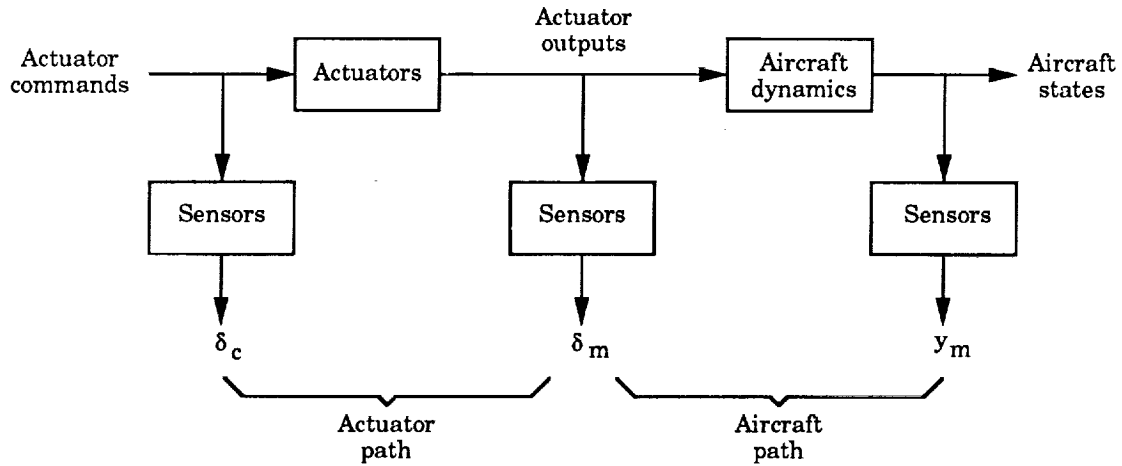 Actuator
commands
Actuators
Actuator
outputs
Aircraft
dynamics
Aircraft
states
Sensors
Sensors
Sensors
δc
δm
ym
Actuator
path
Aircraft
path